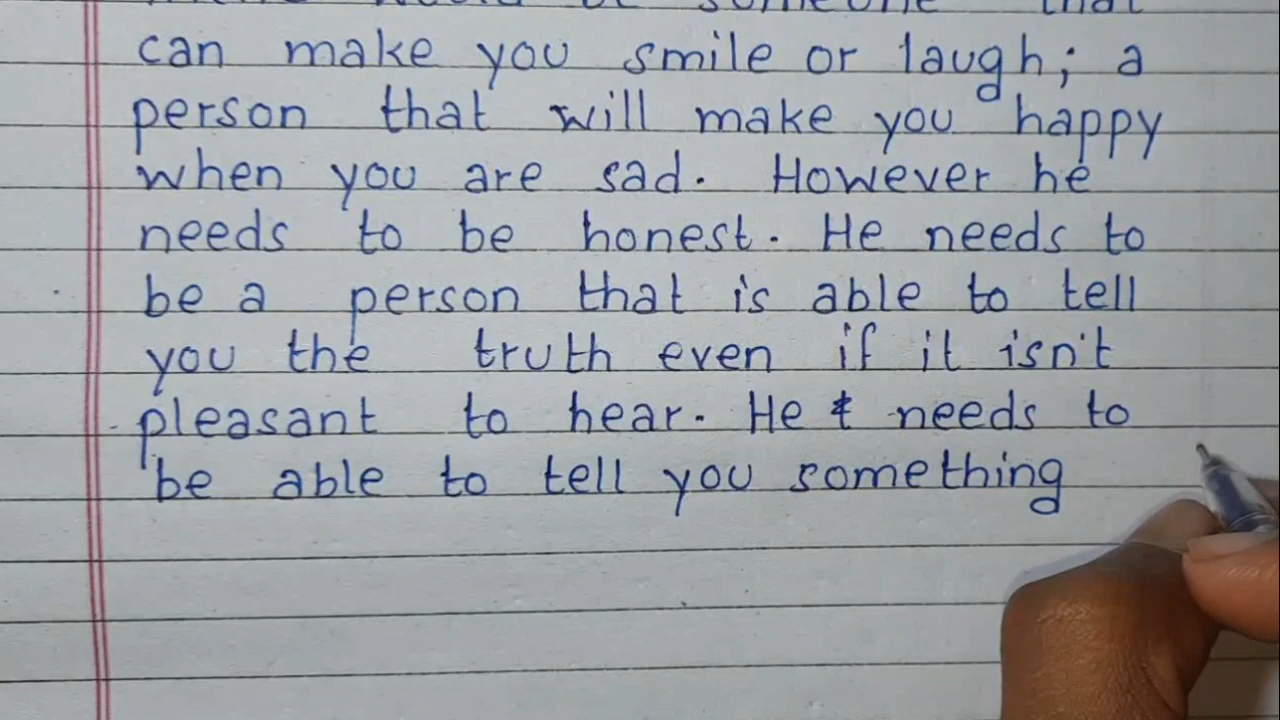 someone that
can make you smile or laugh; a
person that will make you happy
when you are sad. However he
needs to be honest. He needs to
be a person that is able to tell
you the truth even if it isn't
pleasant to hear. He needs to
be able to tell you something